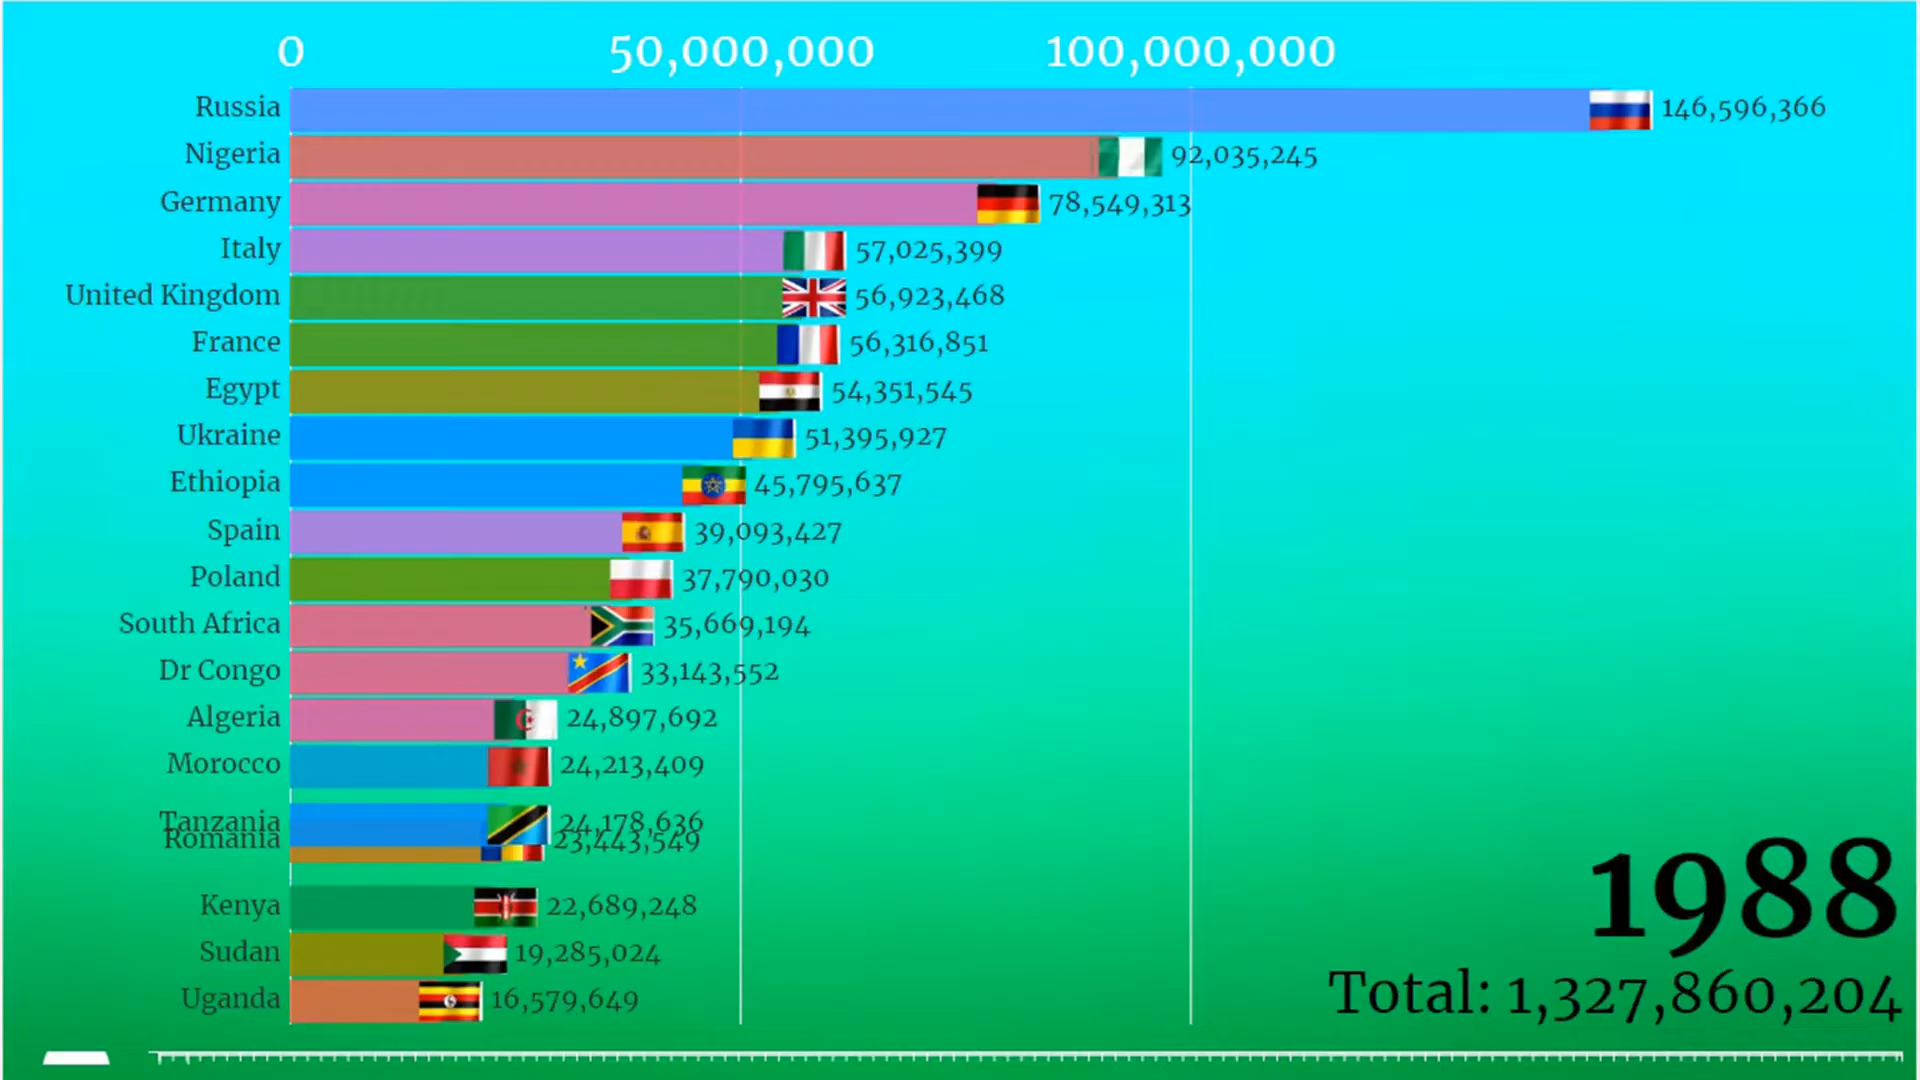 0 50,000,000 100,000,000
Russia 146,596,366
Nigeria 92,035,245
Germany 78,549,313
Italy 57,025,399
United Kingdom 56,923,468
France 56,316,851
Egypt 54,351,545
Ukraine 51,395,927
Ethiopia 45,795,637
Spain 39,093,427
Poland 37,790,030
South Africa 35,669,194
Dr Congo 33,143,552
Algeria 24,897,692
Morocco 24,213,409
Tanzania 24,178,636
Romania 23,443,549
Kenya 22,689,248
Sudan 19,285,024
Uganda 16,579,649
1988
Total: 1,327,860,204